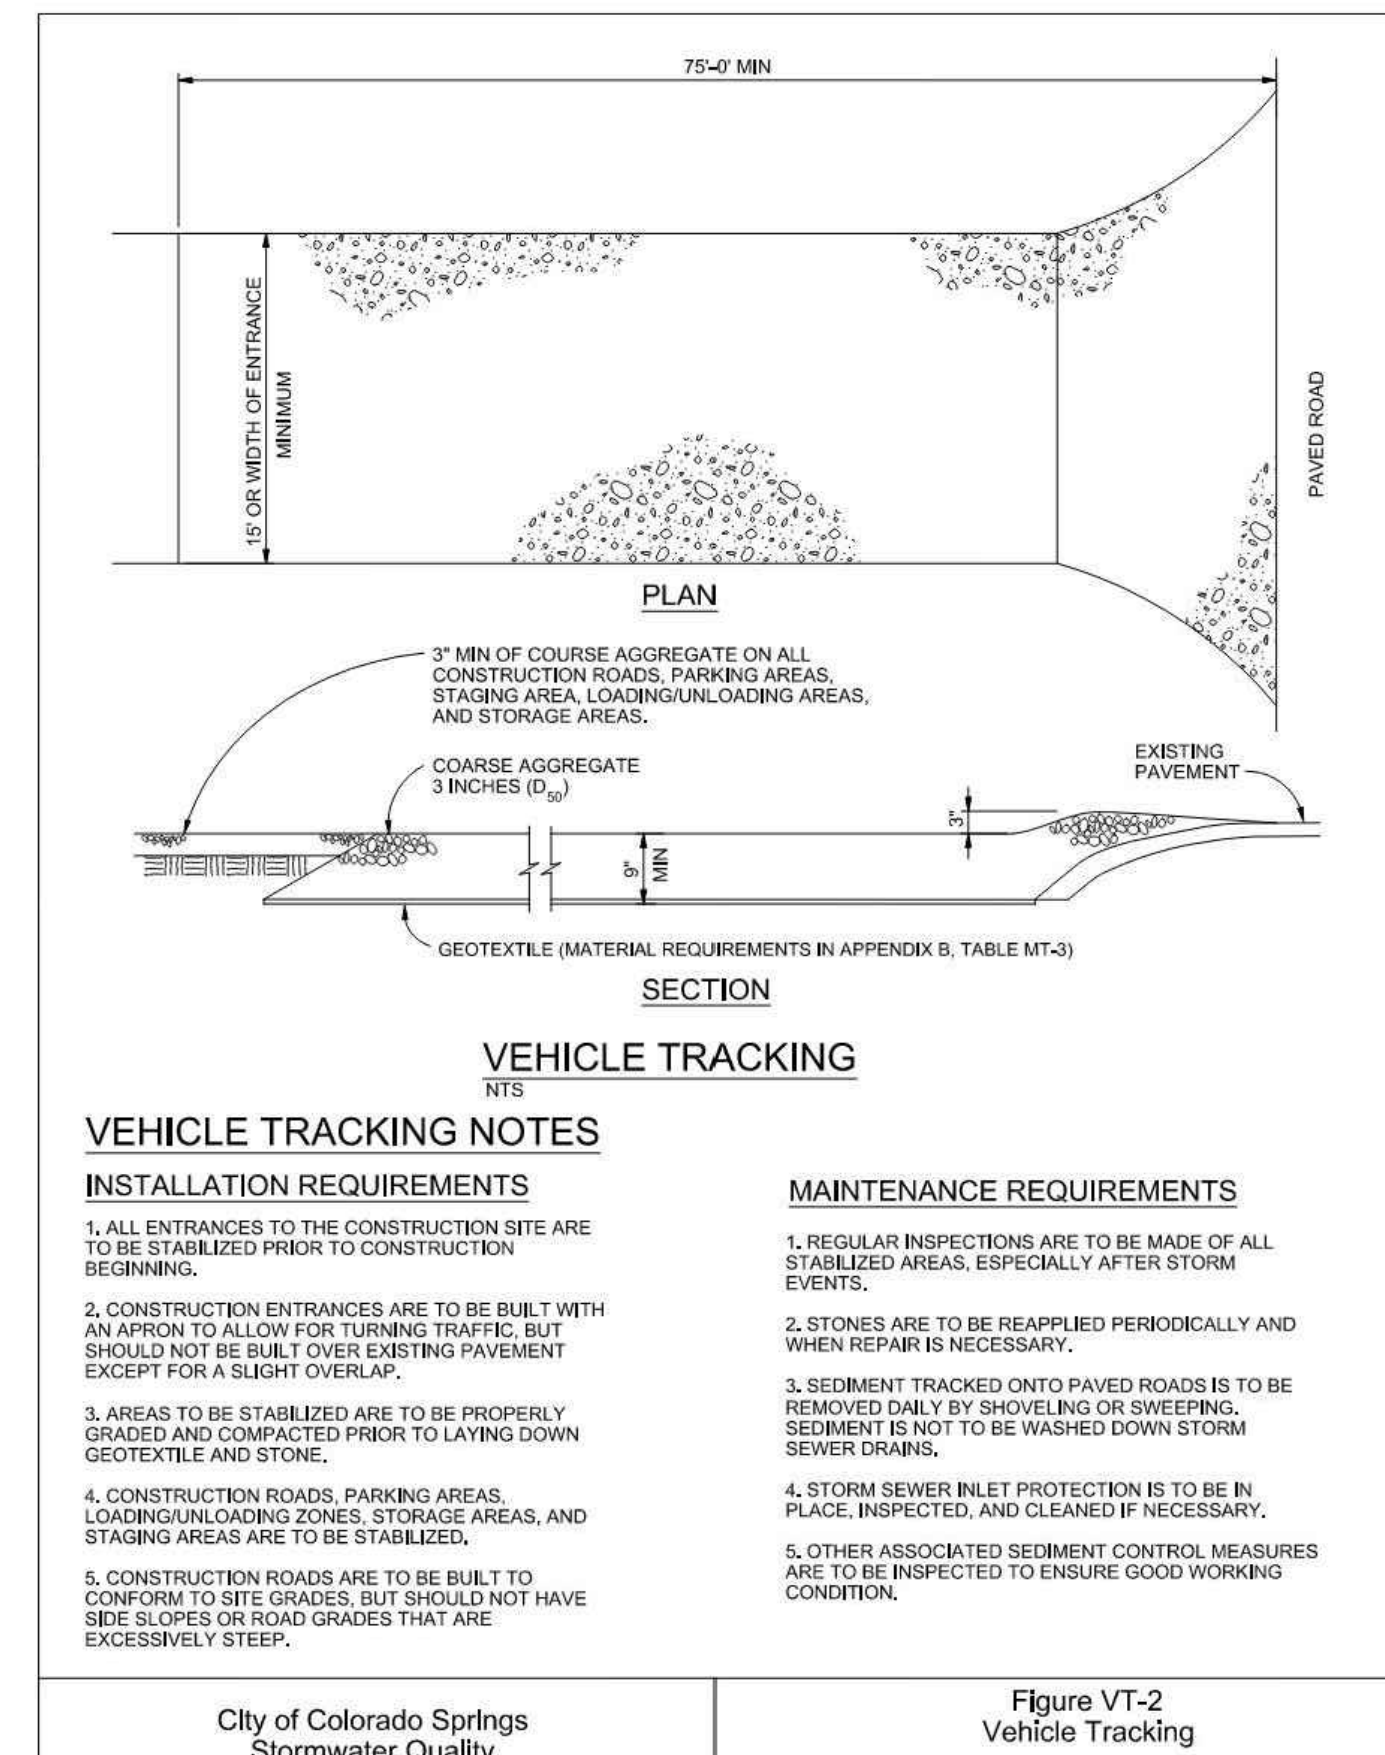 75'-0' MIN
15' OR WIDTH OF ENTRANCE
MINIMUM
PAVED ROAD
PLAN
3" MIN OF COURSE AGGREGATE ON ALL
CONSTRUCTION ROADS, PARKING AREAS,
STAGING AREA, LOADING/UNLOADING AREAS,
AND STORAGE AREAS.
COARSE AGGREGATE
3 INCHES (D50)
EXISTING
PAVEMENT
3"
9"
MIN
GEOTEXTILE (MATERIAL REQUIREMENTS IN APPENDIX B, TABLE MT-3)
SECTION
VEHICLE TRACKING
NTS
VEHICLE TRACKING NOTES
INSTALLATION REQUIREMENTS
1. ALL ENTRANCES TO THE CONSTRUCTION SITE ARE
TO BE STABILIZED PRIOR TO CONSTRUCTION
BEGINNING.
2. CONSTRUCTION ENTRANCES ARE TO BE BUILT WITH
AN APRON TO ALLOW FOR TURNING TRAFFIC, BUT
SHOULD NOT BE BUILT OVER EXISTING PAVEMENT
EXCEPT FOR A SLIGHT OVERLAP.
3. AREAS TO BE STABILIZED ARE TO BE PROPERLY
GRADED AND COMPACTED PRIOR TO LAYING DOWN
GEOTEXTILE AND STONE.
4. CONSTRUCTION ROADS, PARKING AREAS,
LOADING/UNLOADING ZONES, STORAGE AREAS, AND
STAGING AREAS ARE TO BE STABILIZED.
5. CONSTRUCTION ROADS ARE TO BE BUILT TO
CONFORM TO SITE GRADES, BUT SHOULD NOT HAVE
SIDE SLOPES OR ROAD GRADES THAT ARE
EXCESSIVELY STEEP.
MAINTENANCE REQUIREMENTS
1. REGULAR INSPECTIONS ARE TO BE MADE OF ALL
STABILIZED AREAS, ESPECIALLY AFTER STORM
EVENTS.
2. STONES ARE TO BE REAPPLIED PERIODICALLY AND
WHEN REPAIR IS NECESSARY.
3. SEDIMENT TRACKED ONTO PAVED ROADS IS TO BE
REMOVED DAILY BY SHOVELING OR SWEEPING.
SEDIMENT IS NOT TO BE WASHED DOWN STORM
SEWER DRAINS.
4. STORM SEWER INLET PROTECTION IS TO BE IN
PLACE, INSPECTED, AND CLEANED IF NECESSARY.
5. OTHER ASSOCIATED SEDIMENT CONTROL MEASURES
ARE TO BE INSPECTED TO ENSURE GOOD WORKING
CONDITION.
City of Colorado Springs
Stormwater Quality
Figure VT-2
Vehicle Tracking